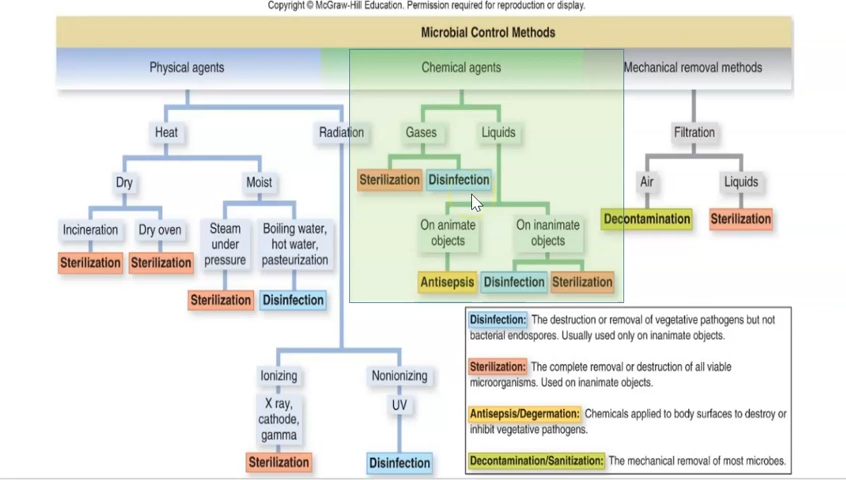 Copyright © McGraw-Hill Education. Permission required for reproduction or display.
Microbial Control Methods
Physical agents
Chemical agents
Mechanical removal methods
Heat
Radiation
Gases
Liquids
Filtration
Dry
Moist
Sterilization
Disinfection
Air
Liquids
Incineration
Dry oven
Steam
under
pressure
Boiling water,
hot water,
pasteurization
On animate
objects
On inanimate
objects
Decontamination
Sterilization
Sterilization
Sterilization
Sterilization
Disinfection
Antisepsis
Disinfection
Sterilization
Ionizing
Nonionizing
X ray,
cathode,
gamma
UV
Sterilization
Disinfection
Disinfection: The destruction or removal of vegetative pathogens but not
bacterial endospores. Usually used only on inanimate objects.
Sterilization: The complete removal or destruction of all viable
microorganisms. Used on inanimate objects.
Antisepsis/Degermation: Chemicals applied to body surfaces to destroy or
inhibit vegetative pathogens.
Decontamination/Sanitization: The mechanical removal of most microbes.